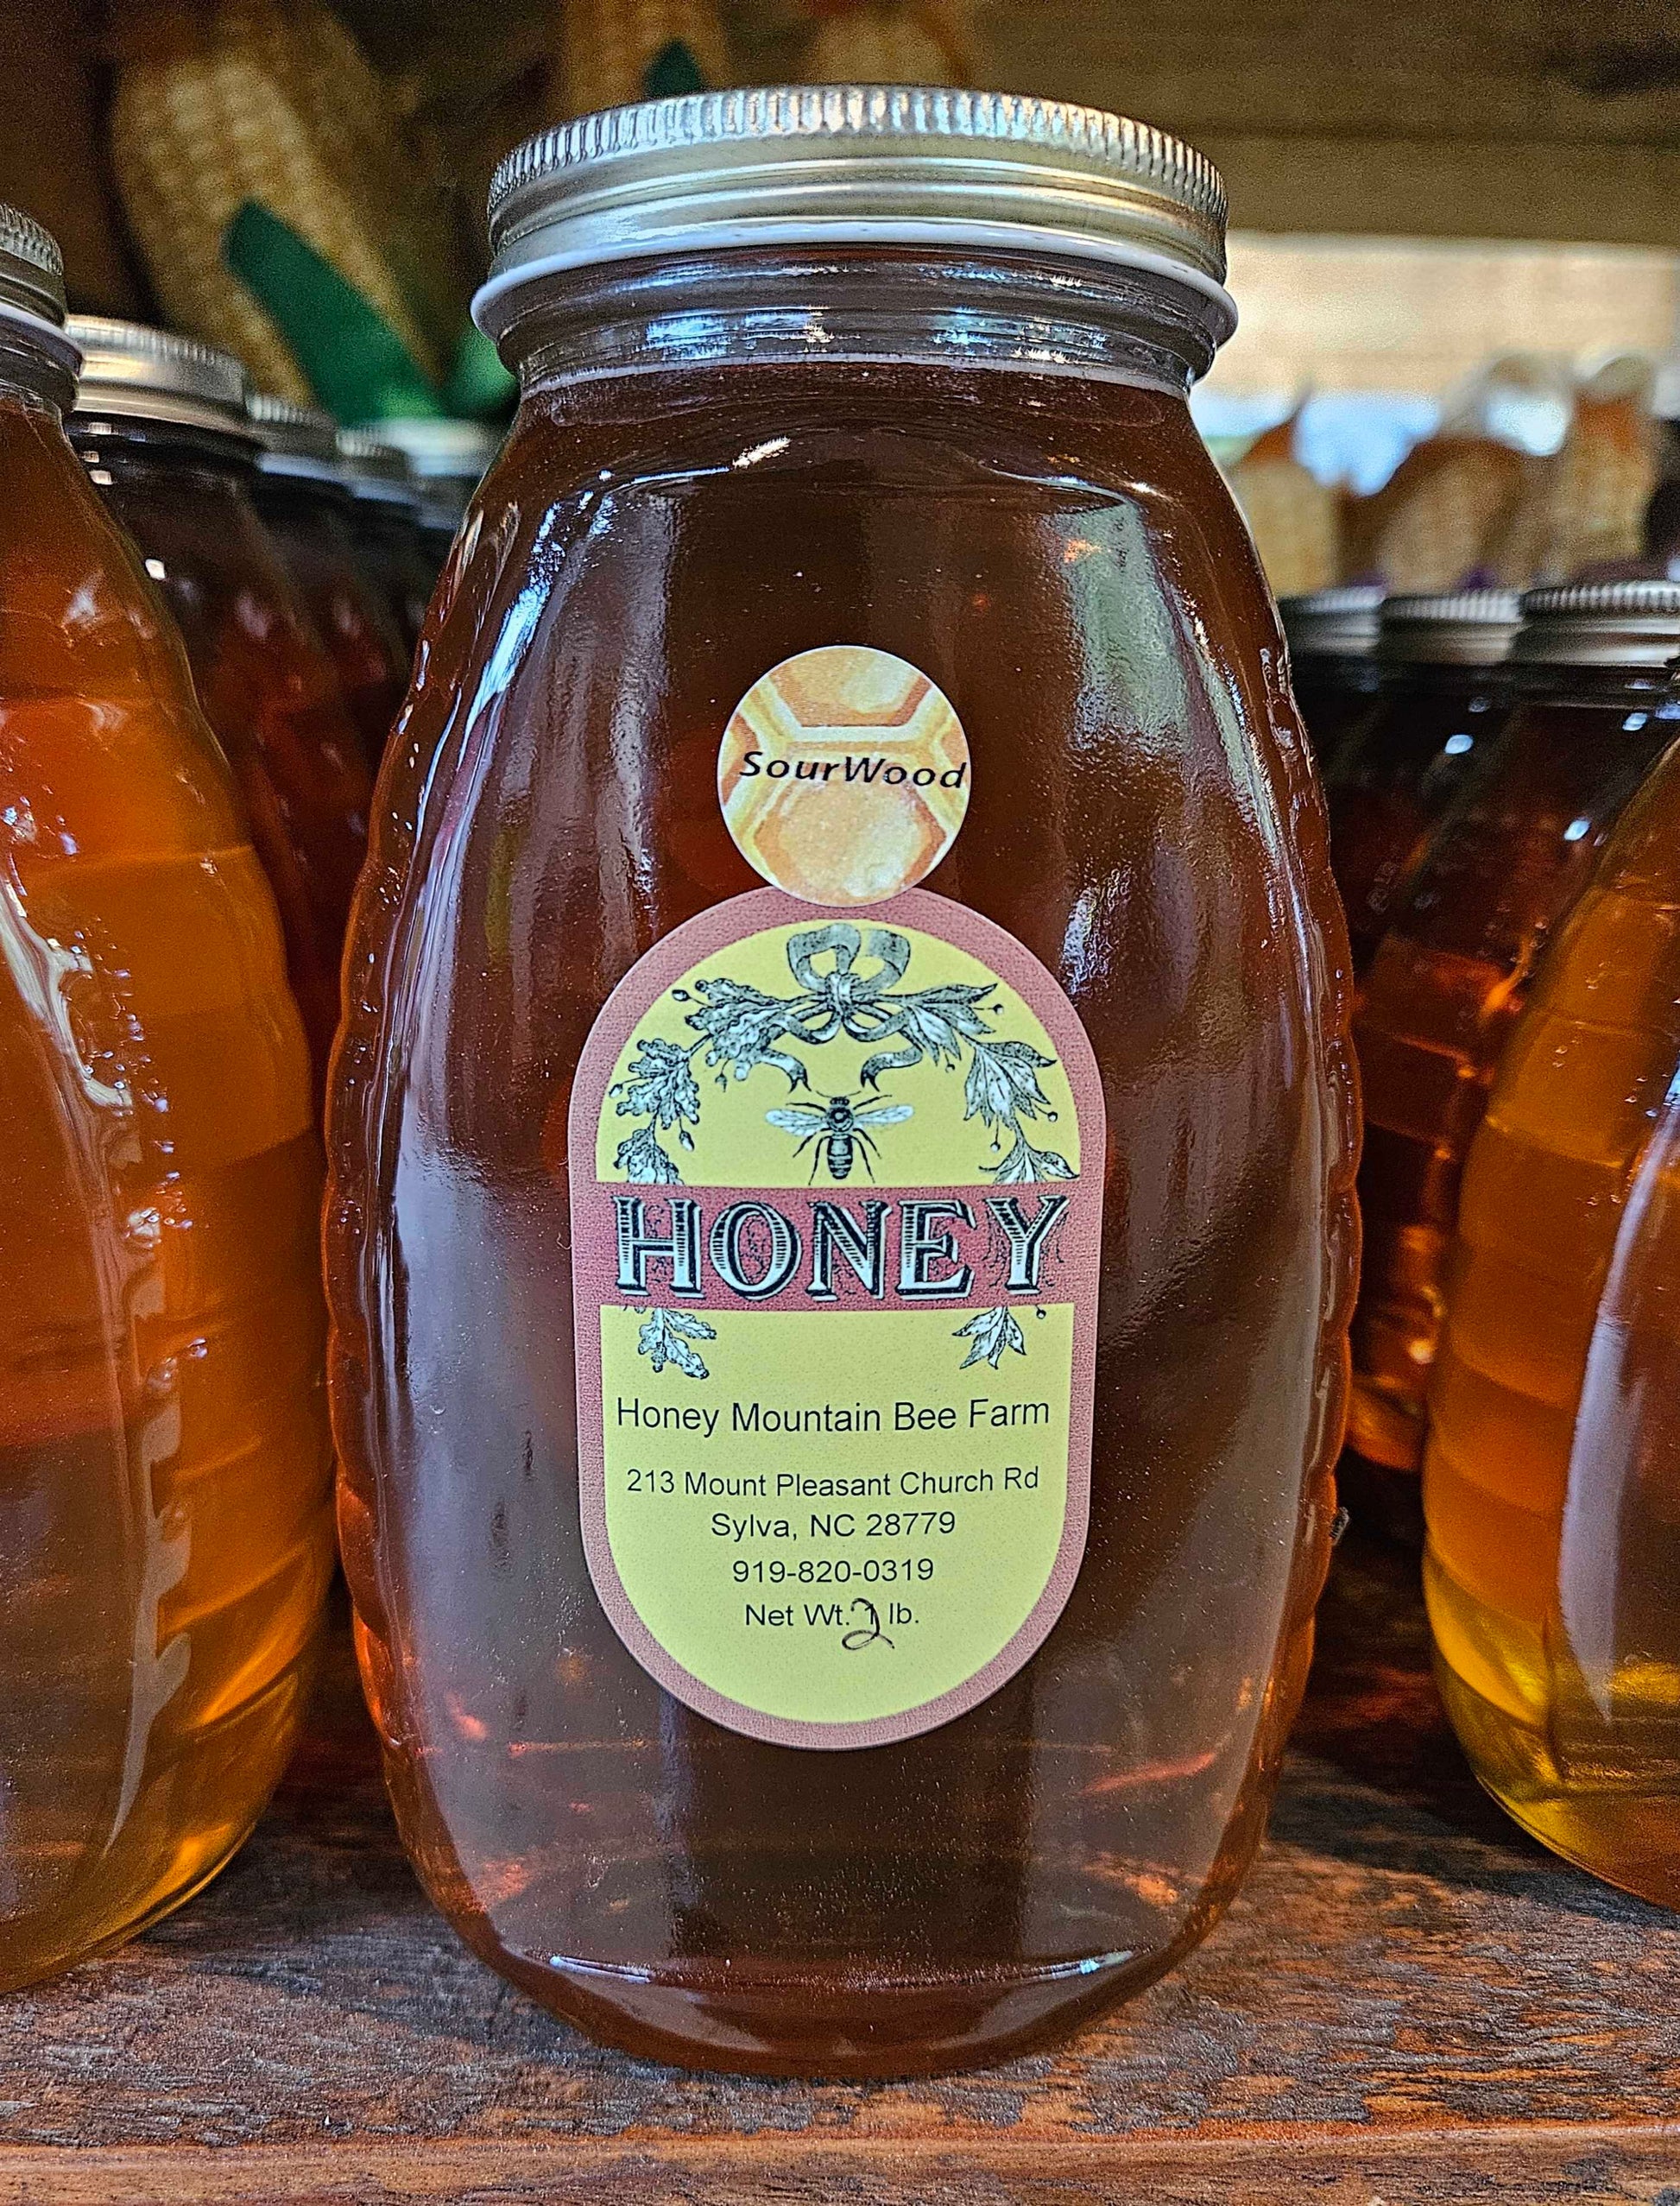 SourWood
HONEY
Honey Mountain Bee Farm
213 Mount Pleasant Church Rd
Sylva, NC 28779
919-820-0319
Net Wt. 2 lb.